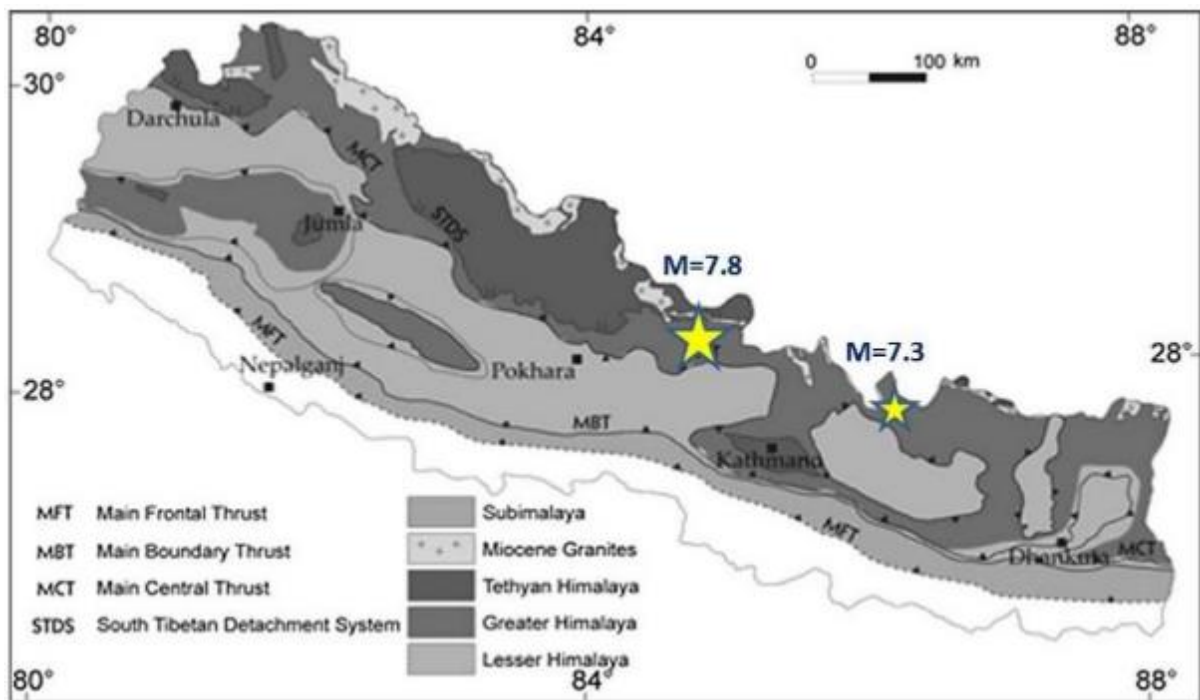 80°
84°
88°
30°
0 100 km
Darchula
MCT
Jumla
STDS
M=7.8
M=7.3
28°
MFT
Nepalganj
Pokhara
28°
MBT
Kathmand
MFT
Dhankuta
MCT
MFT Main Frontal Thrust
MBT Main Boundary Thrust
MCT Main Central Thrust
STDS South Tibetan Detachment System
Subimalaya
Miocene Granites
Tethyan Himalaya
Greater Himalaya
Lesser Himalaya
80°
84°
88°